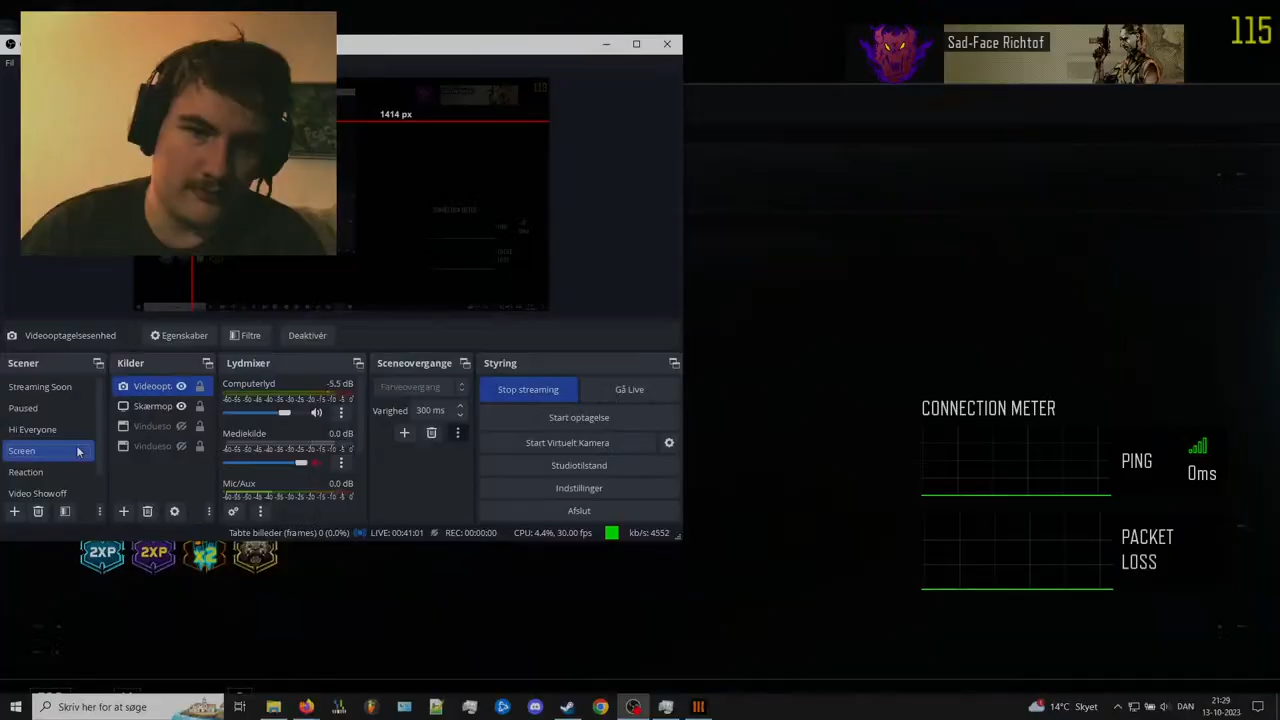 115
Sad-Face Richtof
Fil
1414 px
Videooptagelsesenhed
Egenskaber
Filtre
Deaktivér
Scener
Kilder
Lydmixer
Sceneovergange
Styring
Streaming Soon
Paused
Hi Everyone
Screen
Reaction
Video Showoff
Videoopt.
Skærmop
Vindueso
Vindueso
Computerlyd
-5.5 dB
Mediekilde
0.0 dB
Mic/Aux
0.0 dB
Farveovergang
Varighed
300 ms
Stop streaming
Gå Live
Start optagelse
Start Virtuelt Kamera
Studiotilstand
Indstillinger
Afslut
Tabte billeder (frames) 0 (0.0%)
LIVE: 00:41:01
REC: 00:00:00
CPU: 4.4%, 30.00 fps
kb/s: 4552
2XP
2XP
x2
CONNECTION METER
PING
0ms
PACKET
LOSS
Skriv her for at søge
14°C Skyet
DAN
21:29
13-10-2023